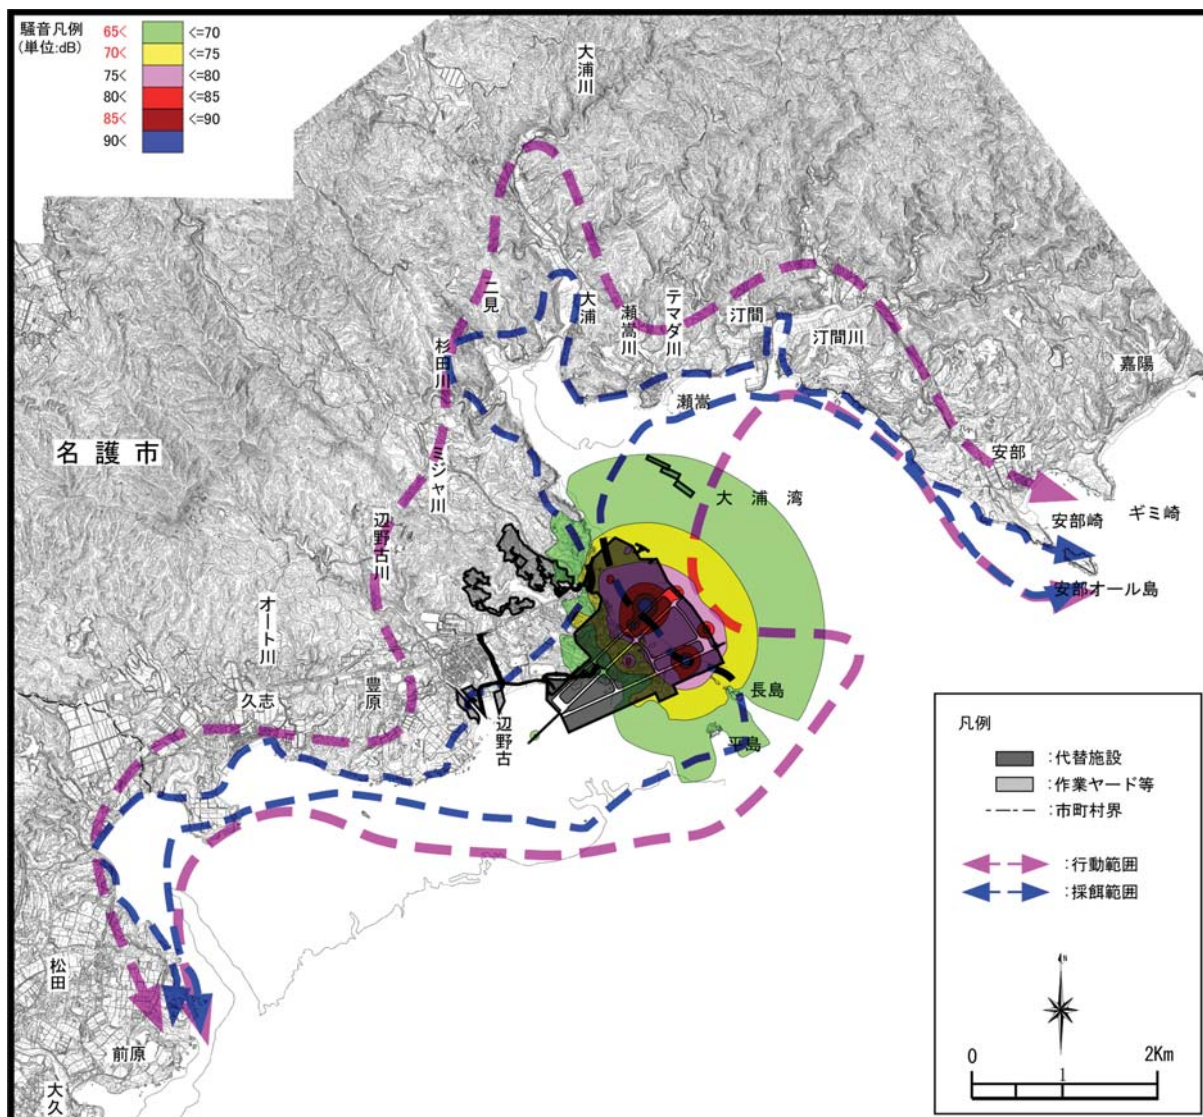 騒音凡例
(単位:dB)
65< <=70
70< <=75
75< <=80
80< <=85
85< <=90
90<
大浦川
二見
大浦
瀬嵩川
テマダ川
汀間
汀間川
嘉陽
杉田川
瀬嵩
名護市
ミジャ川
安部
大浦湾
安部崎
ギミ崎
辺野古川
安部オール島
オート川
久志
豊原
辺野古
長島
平島
松田
前原
大久
凡例
:代替施設
:作業ヤード等
:市町村界
:行動範囲
:採餌範囲
N
0 1 2Km